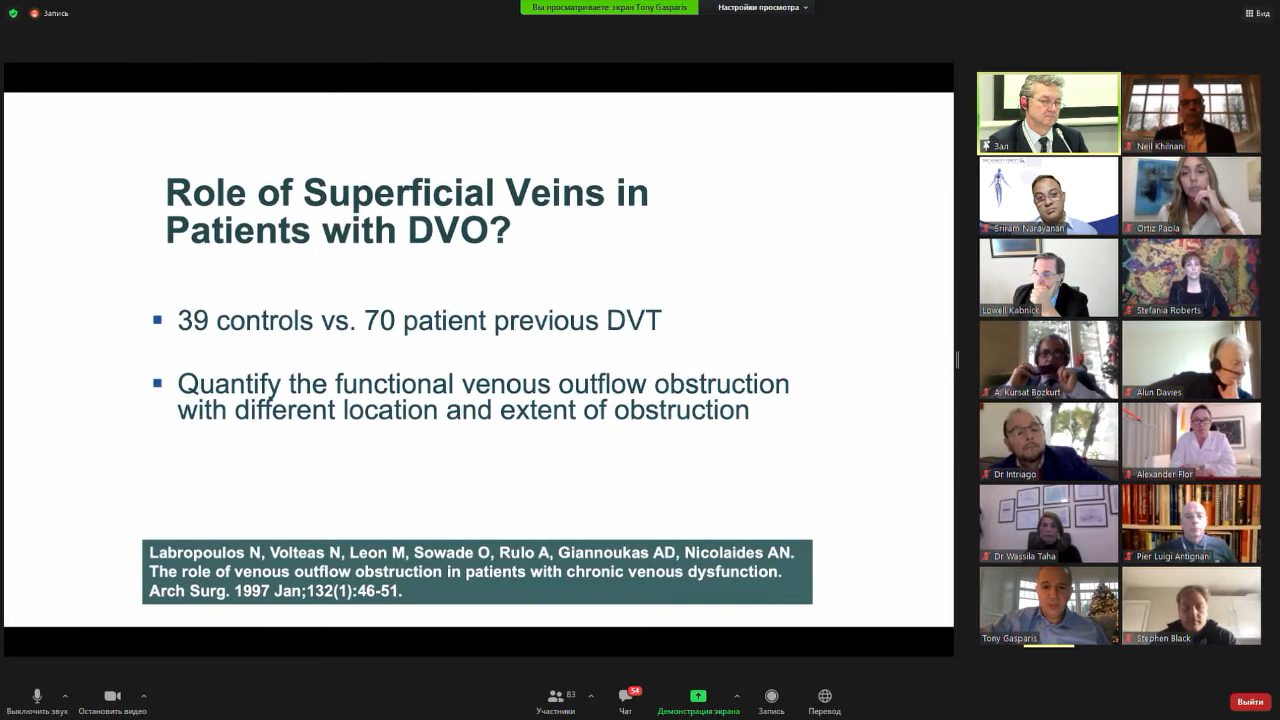 Запись
Вы просматриваете экран Tony Gasparis
Настройки просмотра
Вид
Role of Superficial Veins in
Patients with DVO?
39 controls vs. 70 patient previous DVT
Quantify the functional venous outflow obstruction
with different location and extent of obstruction
Labropoulos N, Volteas N, Leon M, Sowade O, Rulo A, Giannoukas AD, Nicolaides AN.
The role of venous outflow obstruction in patients with chronic venous dysfunction.
Arch Surg. 1997 Jan;132(1):46-51.
Зал
Neil Khilnani
Sriram Narayanan
Ortiz Paola
Lowell Kabnick
Stefania Roberts
A. Kursat Bozkurt
Alun Davies
Dr Intriago
Alexander Flor
Dr Wassila Taha
Pier Luigi Antignani
Tony Gasparis
Stephen Black
Выключить звук
Остановить видео
83
Участники
54
Чат
Демонстрация экрана
Запись
Перевод
Выйти